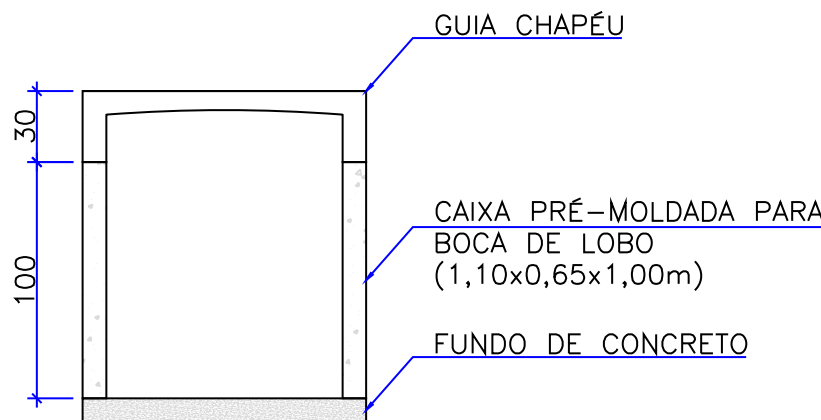 GUIA CHAPÉU
30
CAIXA PRÉ-MOLDADA PARA
BOCA DE LOBO
(1,10x0,65x1,00m)
100
FUNDO DE CONCRETO